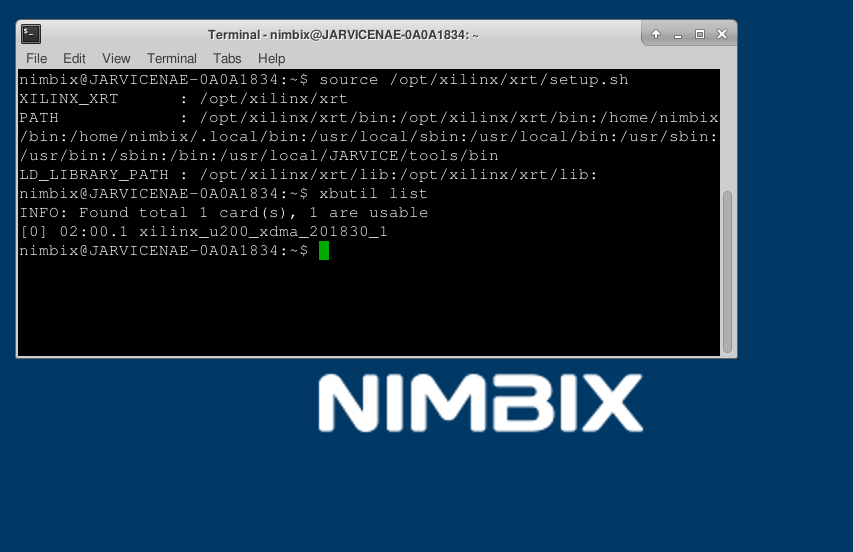 Terminal - nimbix@JARVICENAE-0A0A1834: ~
File Edit View Terminal Tabs Help
nimbix@JARVICENAE-0A0A1834:~$ source /opt/xilinx/xrt/setup.sh
XILINX_XRT      : /opt/xilinx/xrt
PATH            : /opt/xilinx/xrt/bin:/opt/xilinx/xrt/bin:/home/nimbix
/bin:/home/nimbix/.local/bin:/usr/local/sbin:/usr/local/bin:/usr/sbin:
/usr/bin:/sbin:/bin:/usr/local/JARVICE/tools/bin
LD_LIBRARY_PATH : /opt/xilinx/xrt/lib:/opt/xilinx/xrt/lib:
nimbix@JARVICENAE-0A0A1834:~$ xbutil list
INFO: Found total 1 card(s), 1 are usable
[0] 02:00.1 xilinx_u200_xdma_201830_1
nimbix@JARVICENAE-0A0A1834:~$
NIMBIX